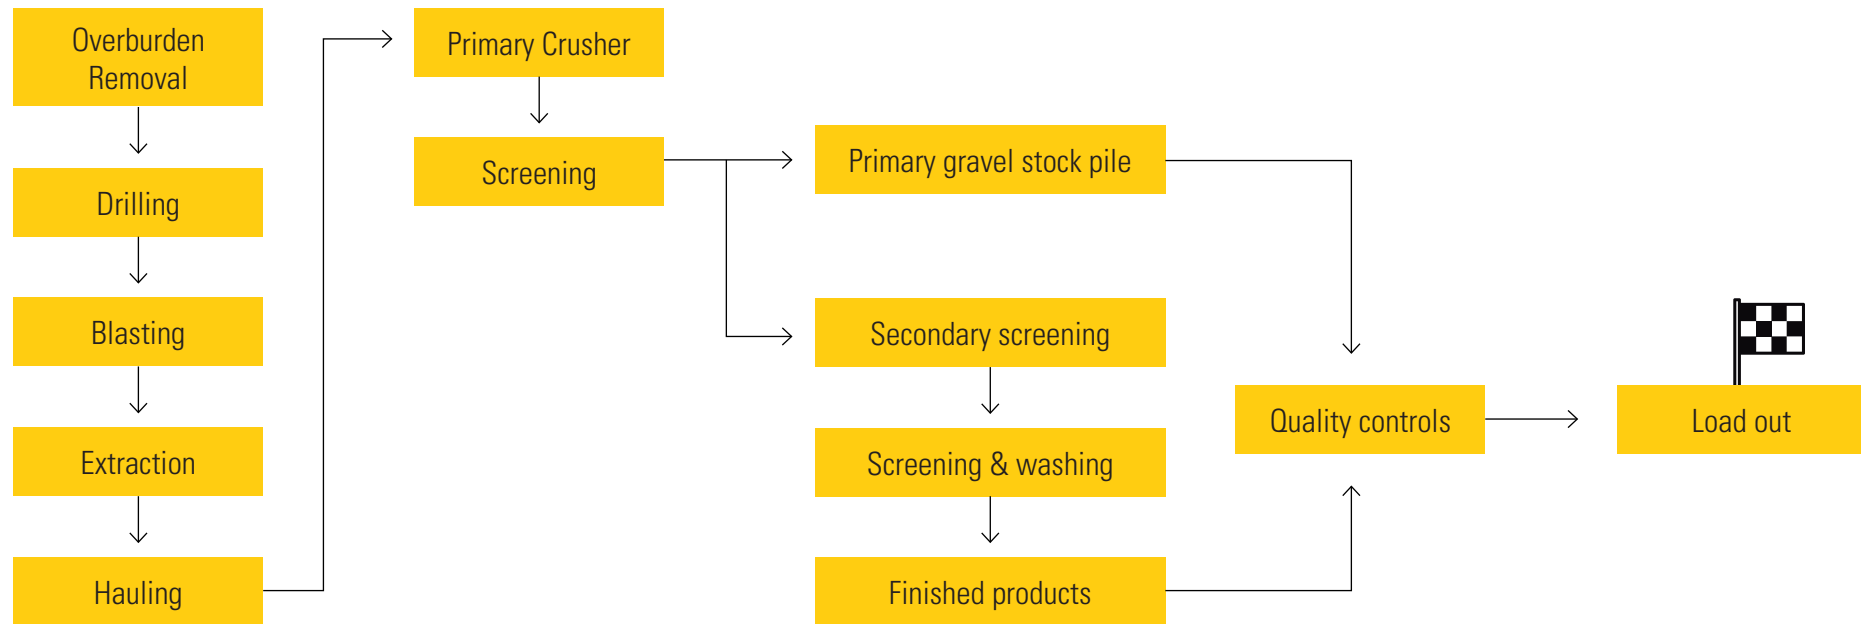 Overburden
Removal
Drilling
Blasting
Extraction
Hauling
Primary Crusher
Screening
Primary gravel stock pile
Secondary screening
Screening & washing
Finished products
Quality controls
Load out